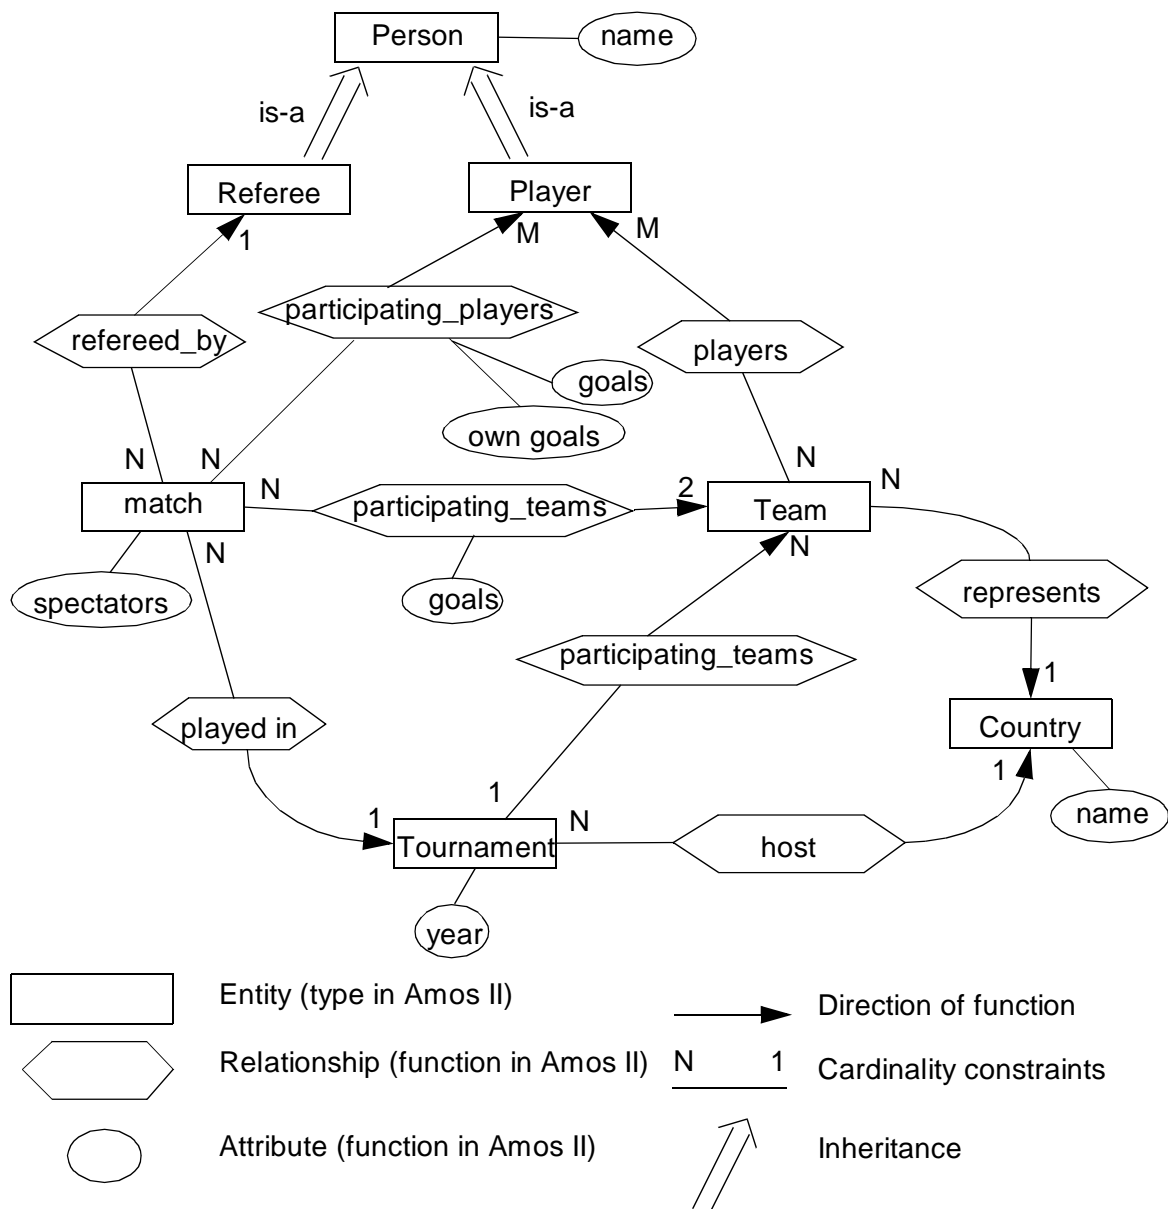 Person
name
is-a
is-a
Referee
Player
1
M
M
participating_players
refereed_by
players
goals
own goals
N
N
N
N
N
match
participating_teams
2
Team
N
N
spectators
goals
represents
participating_teams
1
played in
Country
1
1
name
1
N
Tournament
host
year
Entity (type in Amos II)
Direction of function
Relationship (function in Amos II)
N 1
Cardinality constraints
Attribute (function in Amos II)
Inheritance